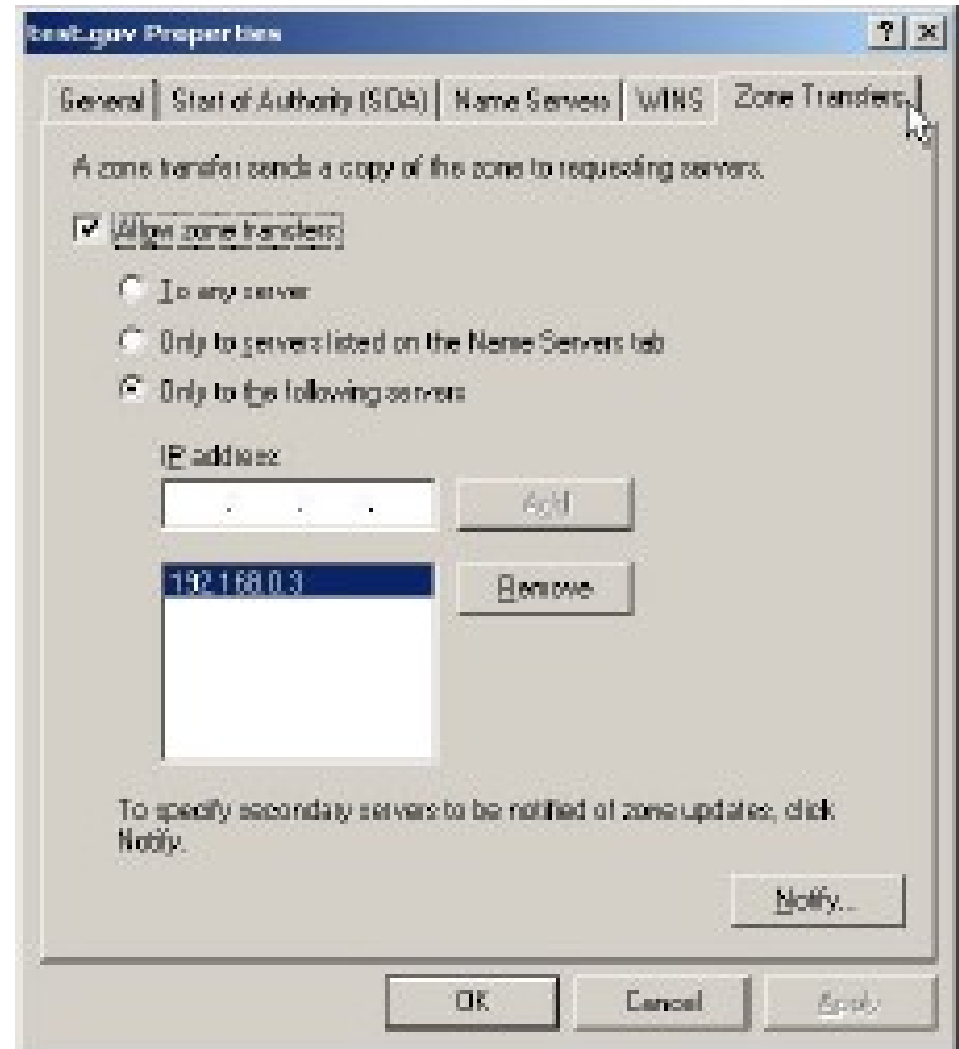 test.gov Properties
General
Start of Authority (SOA)
Name Servers
WINS
Zone Transfers
A zone transfer sends a copy of the zone to requesting servers.
Allow zone transfers:
To any server
Only to servers listed on the Name Servers tab
Only to the following servers
IP address:
Add
192.168.0.3
Remove
To specify secondary servers to be notified of zone updates, click
Notify.
Notify...
OK
Cancel
Apply